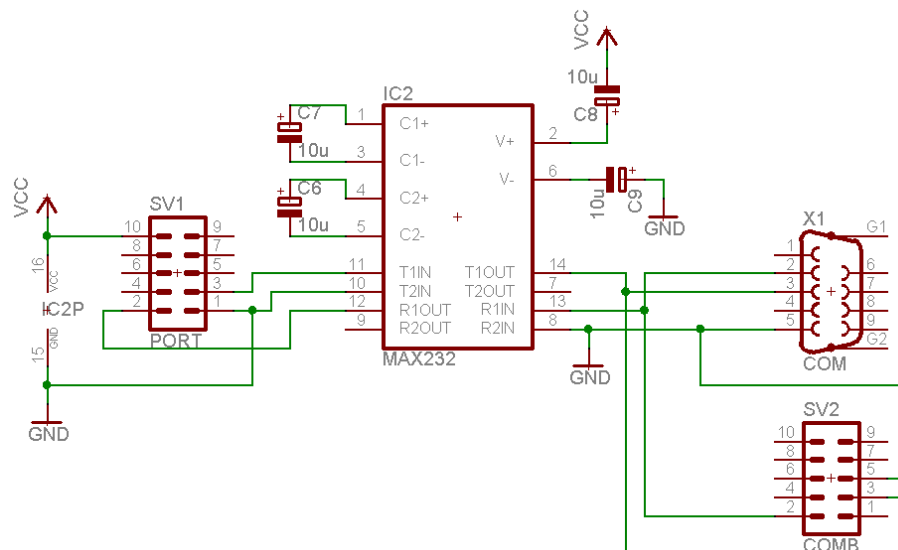 VCC
10u
C8
+
IC2
C7
+
10u
C6
+
10u
1
3
4
5
C1+
C1-
C2+
C2-
V+
V-
2
6
10u
C9
+
GND
VCC
SV1
10
8
6
4
2
9
7
5
3
1
PORT
16
VCC
IC2P
GND
15
GND
11
10
12
9
T1IN
T2IN
R1OUT
R2OUT
T1OUT
T2OUT
R1IN
R2IN
14
7
13
8
MAX232
GND
X1
G1
1
2
3
4
5
6
7
8
9
G2
COM
SV2
10
8
6
4
2
9
7
5
3
1
COMB